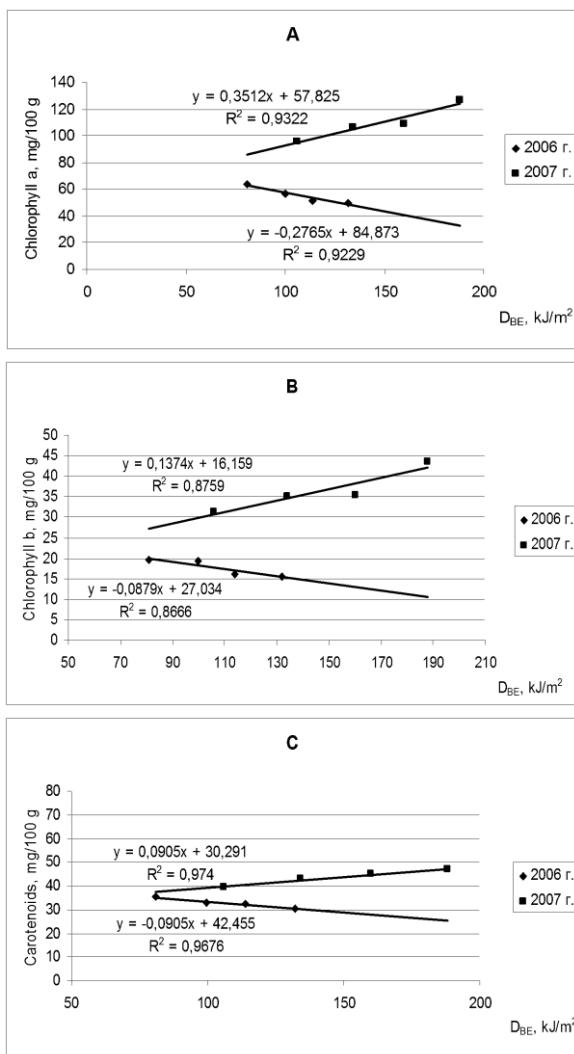 A
Chlorophyll a, mg/100 g
140
120
100
80
60
40
20
0
y = 0,3512x + 57,825
R² = 0,9322
y = -0,2765x + 84,873
R² = 0,9229
0 50 100 150 200
D_BE, kJ/m²
2006 г.
2007 г.
B
Chlorophyll b, mg/100 g
50
45
40
35
30
25
20
15
10
5
0
y = 0,1374x + 16,159
R² = 0,8759
y = -0,0879x + 27,034
R² = 0,8666
50 70 90 110 130 150 170 190 210
D_BE, kJ/m²
2006 г.
2007 г.
C
Carotenoids, mg/100 g
80
70
60
50
40
30
20
10
0
y = 0,0905x + 30,291
R² = 0,974
y = -0,0905x + 42,455
R² = 0,9676
50 100 150 200
D_BE, kJ/m²
2006 г.
2007 г.